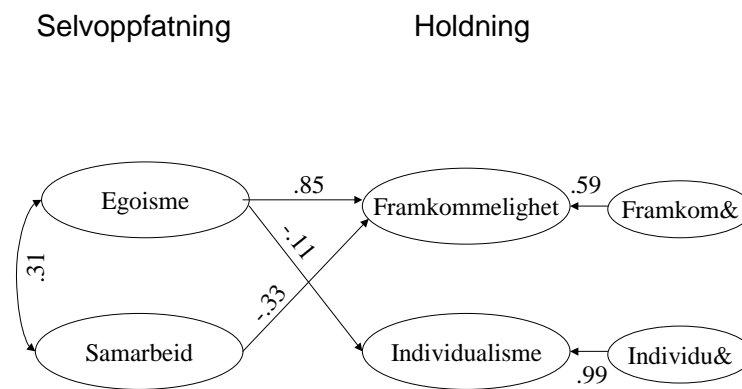 Selvoppfatning Holdning
Egoisme .85 Framkommelighet .59 Framkom&
-.11
.31
-.33
Samarbeid Individualisme Individu&
.99